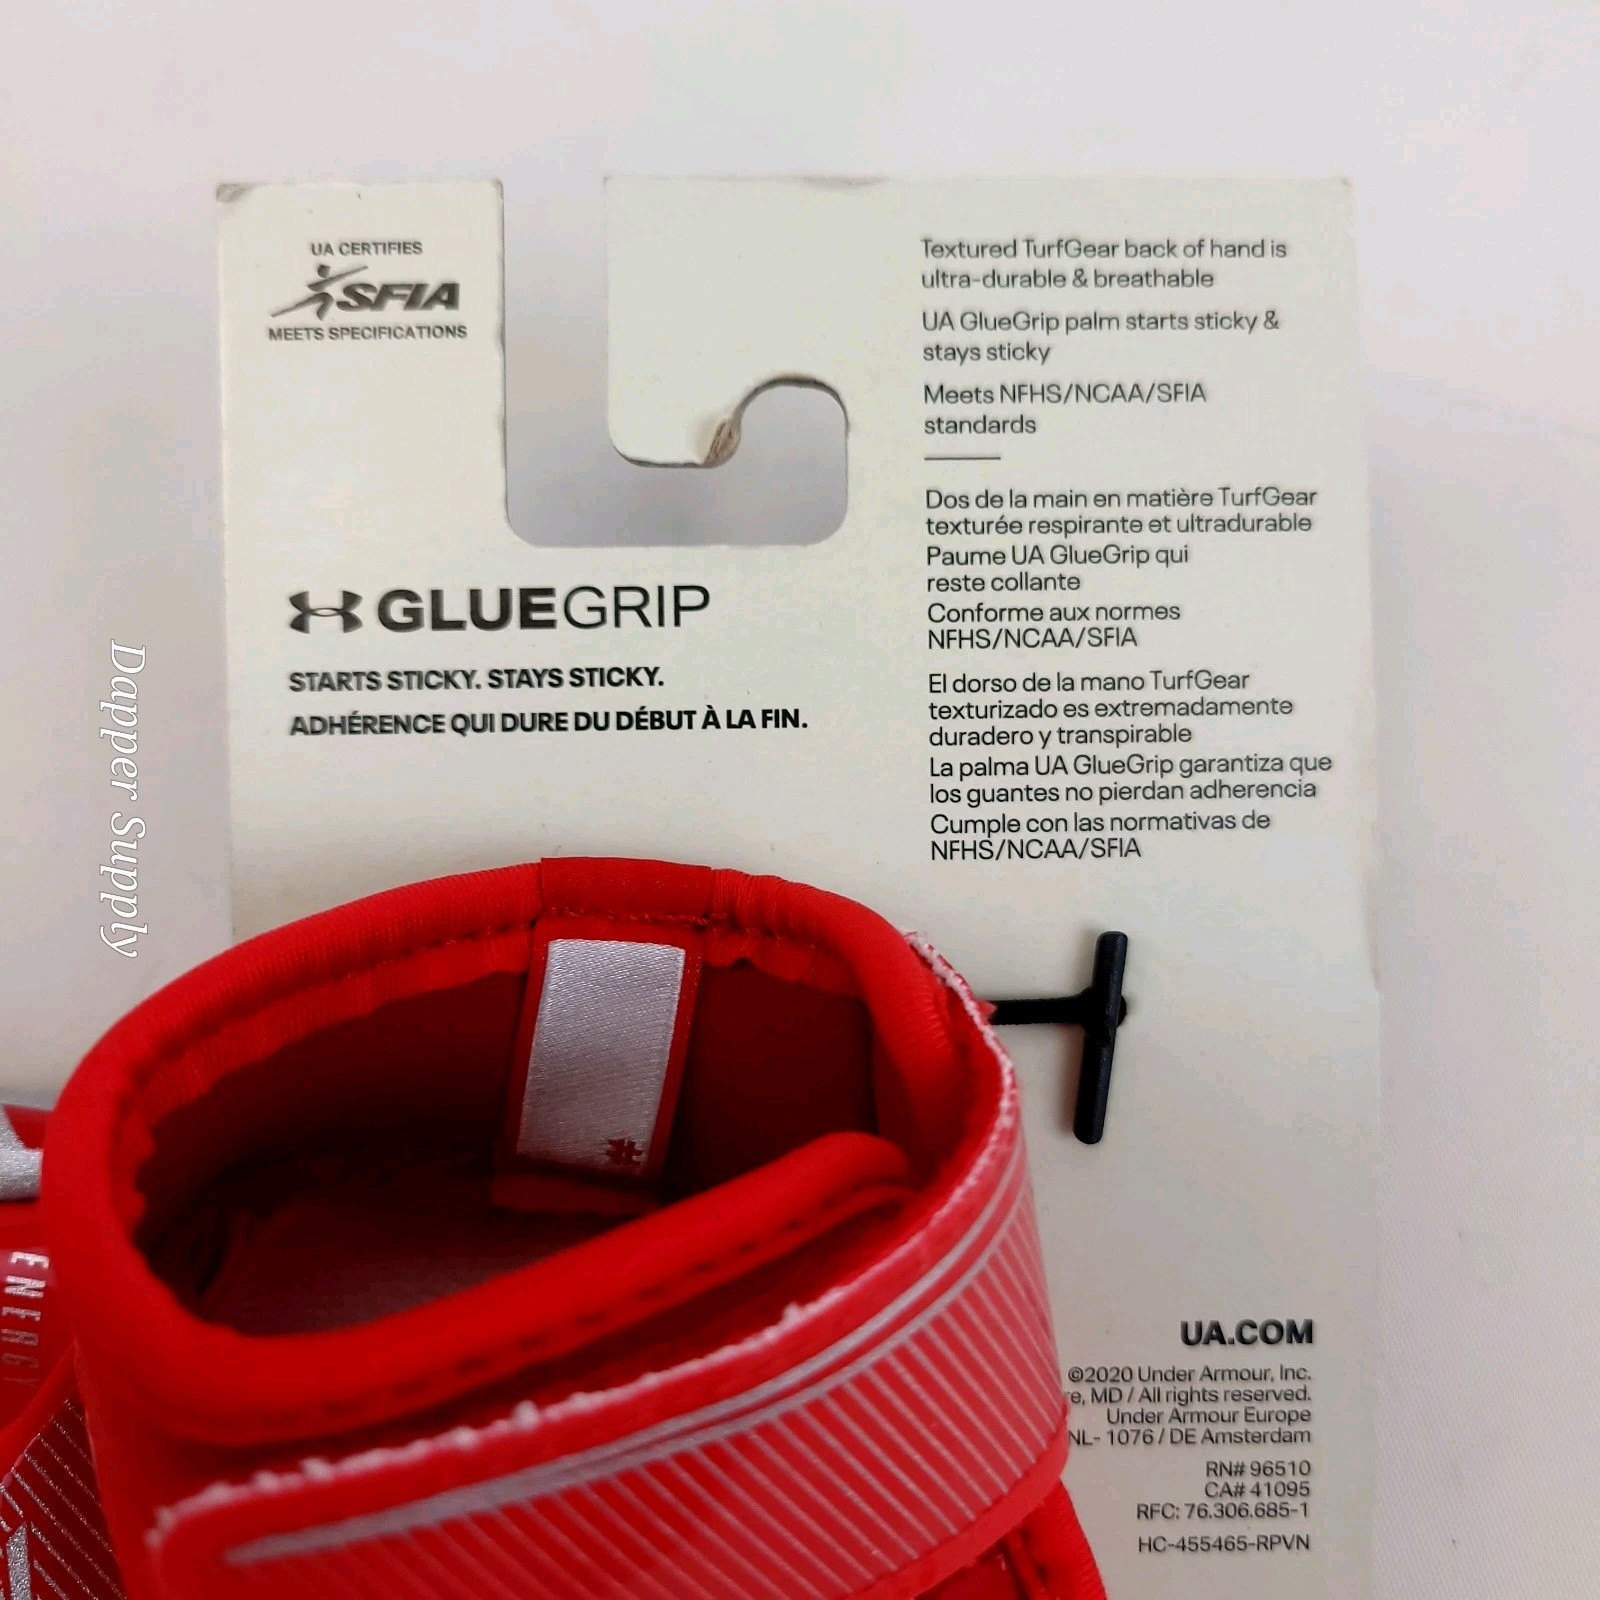 UA CERTIFIES
SFIA
MEETS SPECIFICATIONS
GLUEGRIP
STARTS STICKY. STAYS STICKY.
ADHÉRENCE QUI DURE DU DÉBUT À LA FIN.
Textured TurfGear back of hand is
ultra-durable & breathable
UA GlueGrip palm starts sticky &
stays sticky
Meets NFHS/NCAA/SFIA
standards
Dos de la main en matière TurfGear
texturée respirante et ultradurable
Paume UA GlueGrip qui
reste collante
Conforme aux normes
NFHS/NCAA/SFIA
El dorso de la mano TurfGear
texturizado es extremadamente
duradero y transpirable
La palma UA GlueGrip garantiza que
los guantes no pierdan adherencia
Cumple con las normativas de
NFHS/NCAA/SFIA
Dapper Supply
ENERGY
#
UA.COM
©2020 Under Armour, Inc.
MD / All rights reserved.
Under Armour Europe
NL- 1076 / DE Amsterdam
RN# 96510
CA# 41095
RFC: 76.306.685-1
HC-455465-RPVN